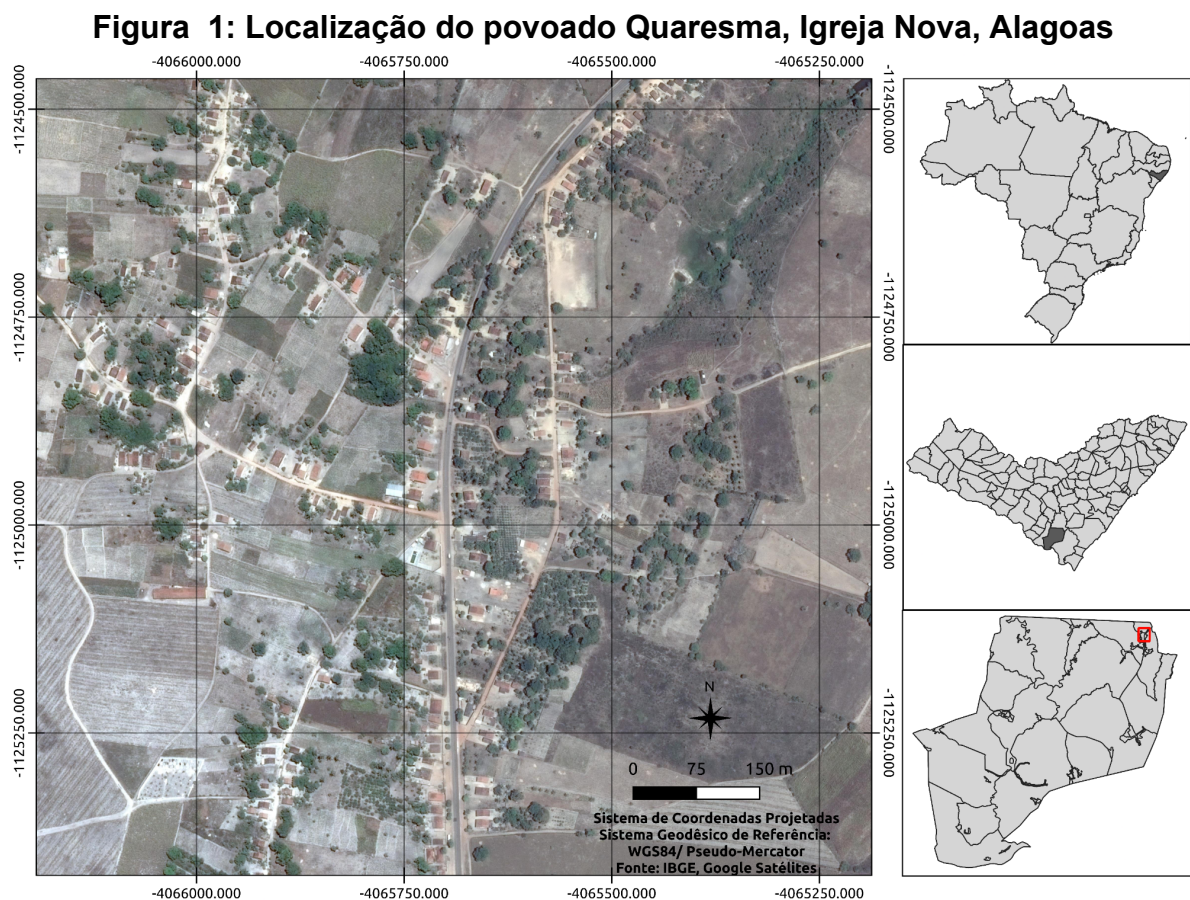 Figura 1: Localização do povoado Quaresma, Igreja Nova, Alagoas
-4066000.000 -4065750.000 -4065500.000 -4065250.000
-1124500.000
-1124750.000
-1125000.000
-1125250.000
-1124500.000
-1124750.000
-1125000.000
-1125250.000
N
0 75 150 m
Sistema de Coordenadas Projetadas
Sistema Geodêsico de Referência:
WGS84/ Pseudo-Mercator
Fonte: IBGE, Google Satélites
-4066000.000 -4065750.000 -4065500.000 -4065250.000